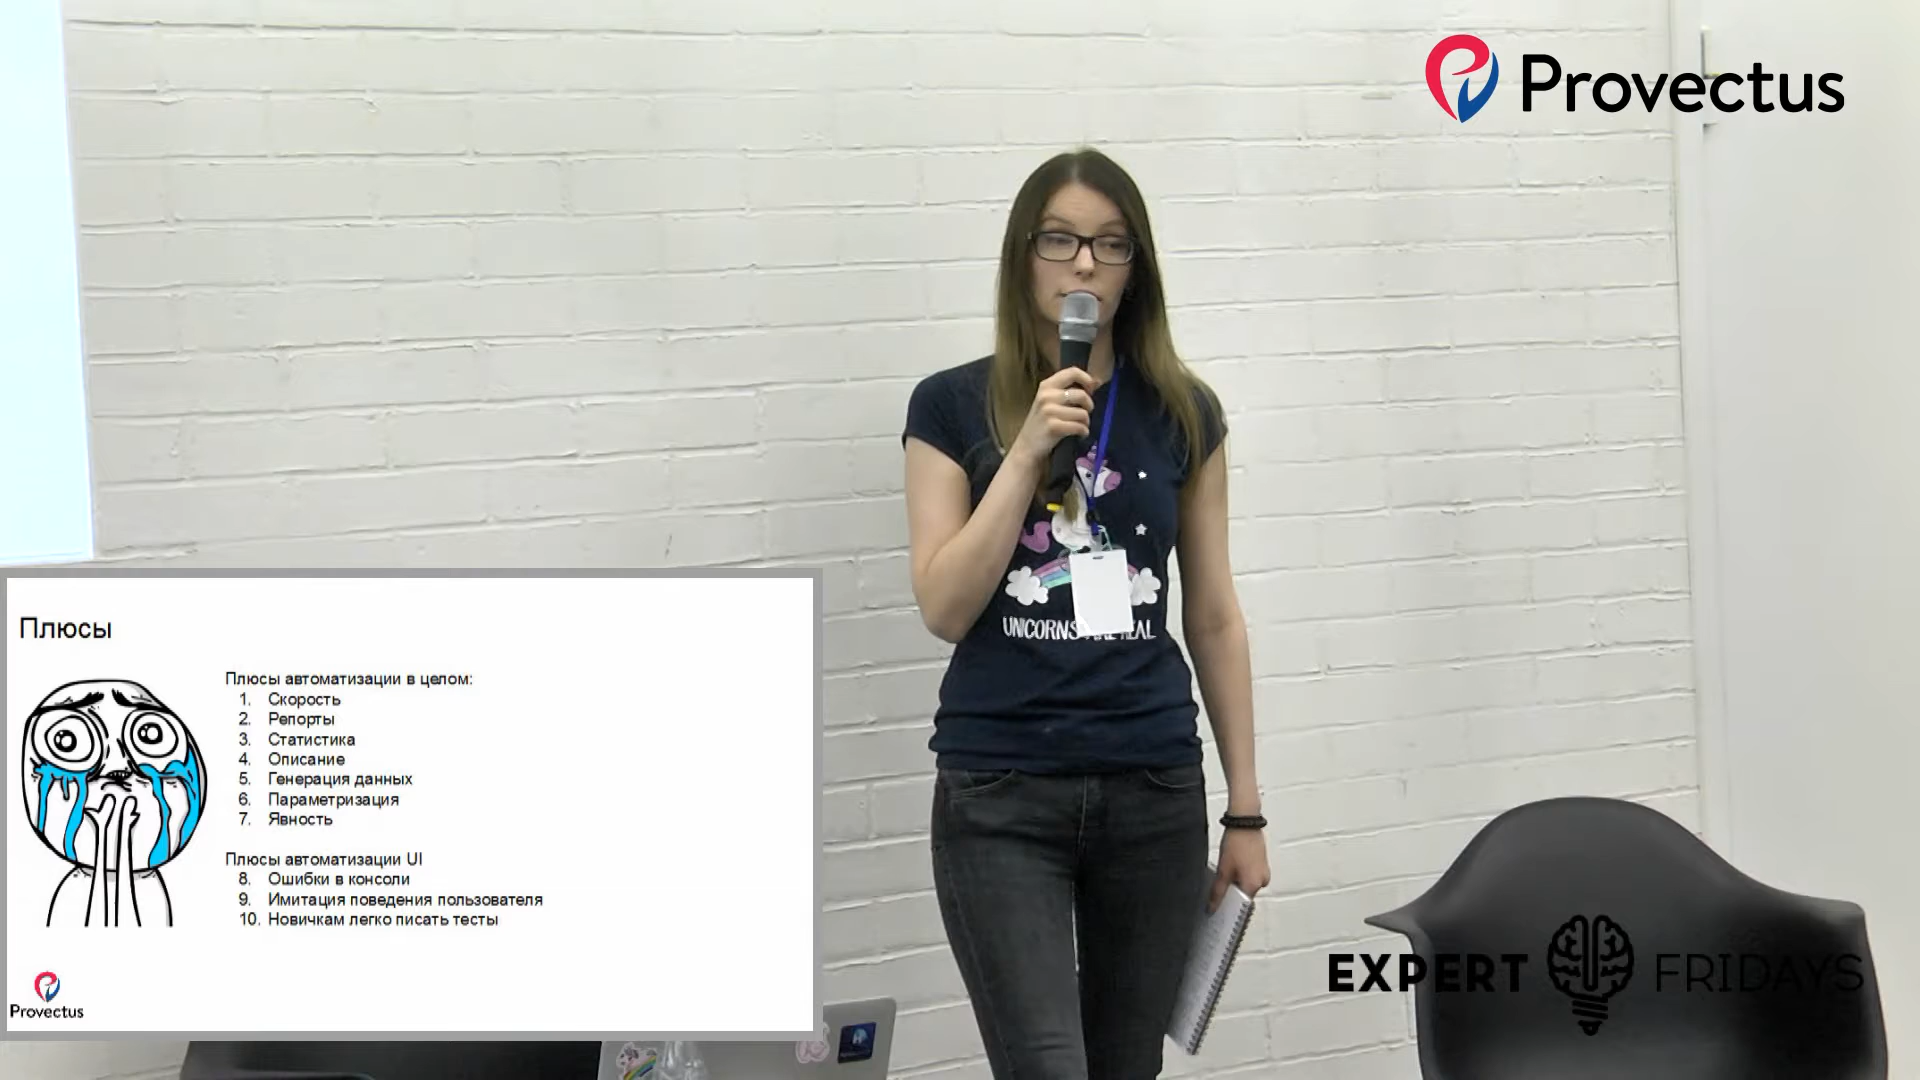 Provectus
UNICORNS ARE REAL
Плюсы
Плюсы автоматизации в целом:
1. Скорость
2. Репорты
3. Статистика
4. Описание
5. Генерация данных
6. Параметризация
7. Явность
Плюсы автоматизации UI
8. Ошибки в консоли
9. Имитация поведения пользователя
10. Новичкам легко писать тесты
Provectus
EXPERT FRIDAYS